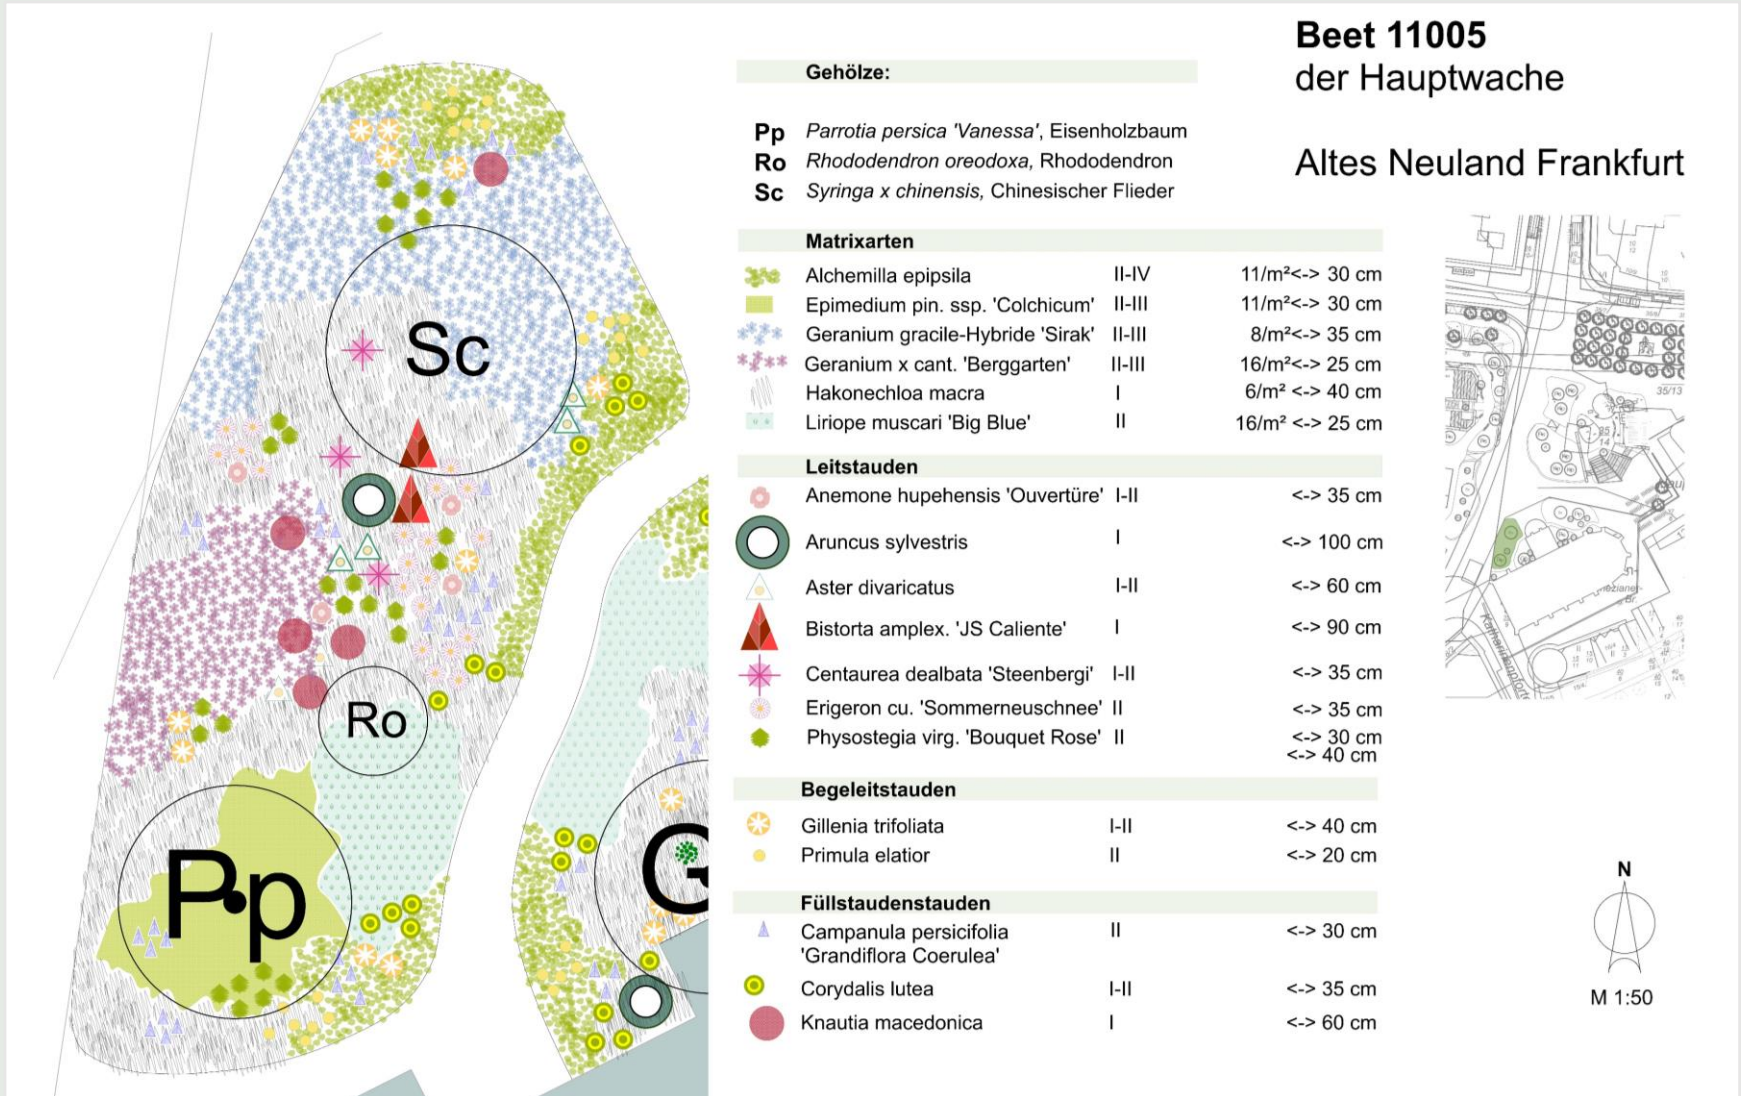 Beet 11005
der Hauptwache
Altes Neuland Frankfurt
Gehölze:
Pp Parrotia persica 'Vanessa', Eisenholzbaum
Ro Rhododendron oreodoxa, Rhododendron
Sc Syringa x chinensis, Chinesischer Flieder
Matrixarten
Alchemilla epipsila II-IV 11/m²<-> 30 cm
Epimedium pin. ssp. 'Colchicum' II-III 11/m²<-> 30 cm
Geranium gracile-Hybride 'Sirak' II-III 8/m²<-> 35 cm
Geranium x cant. 'Berggarten' II-III 16/m²<-> 25 cm
Hakonechloa macra I 6/m² <-> 40 cm
Liriope muscari 'Big Blue' II 16/m² <-> 25 cm
Leitstauden
Anemone hupehensis 'Ouvertüre' I-II <-> 35 cm
Aruncus sylvestris I <-> 100 cm
Aster divaricatus I-II <-> 60 cm
Bistorta amplex. 'JS Caliente' I <-> 90 cm
Centaurea dealbata 'Steenbergi' I-II <-> 35 cm
Erigeron cu. 'Sommerneuschnee' II <-> 35 cm
Physostegia virg. 'Bouquet Rose' II <-> 30 cm
<-> 40 cm
Begeleitstauden
Gillenia trifoliata I-II <-> 40 cm
Primula elatior II <-> 20 cm
Füllstaudenstauden
Campanula persicifolia II <-> 30 cm
'Grandiflora Coerulea'
Corydalis lutea I-II <-> 35 cm
Knautia macedonica I <-> 60 cm
Sc
Ro
Pp
G
35/13
N
M 1:50